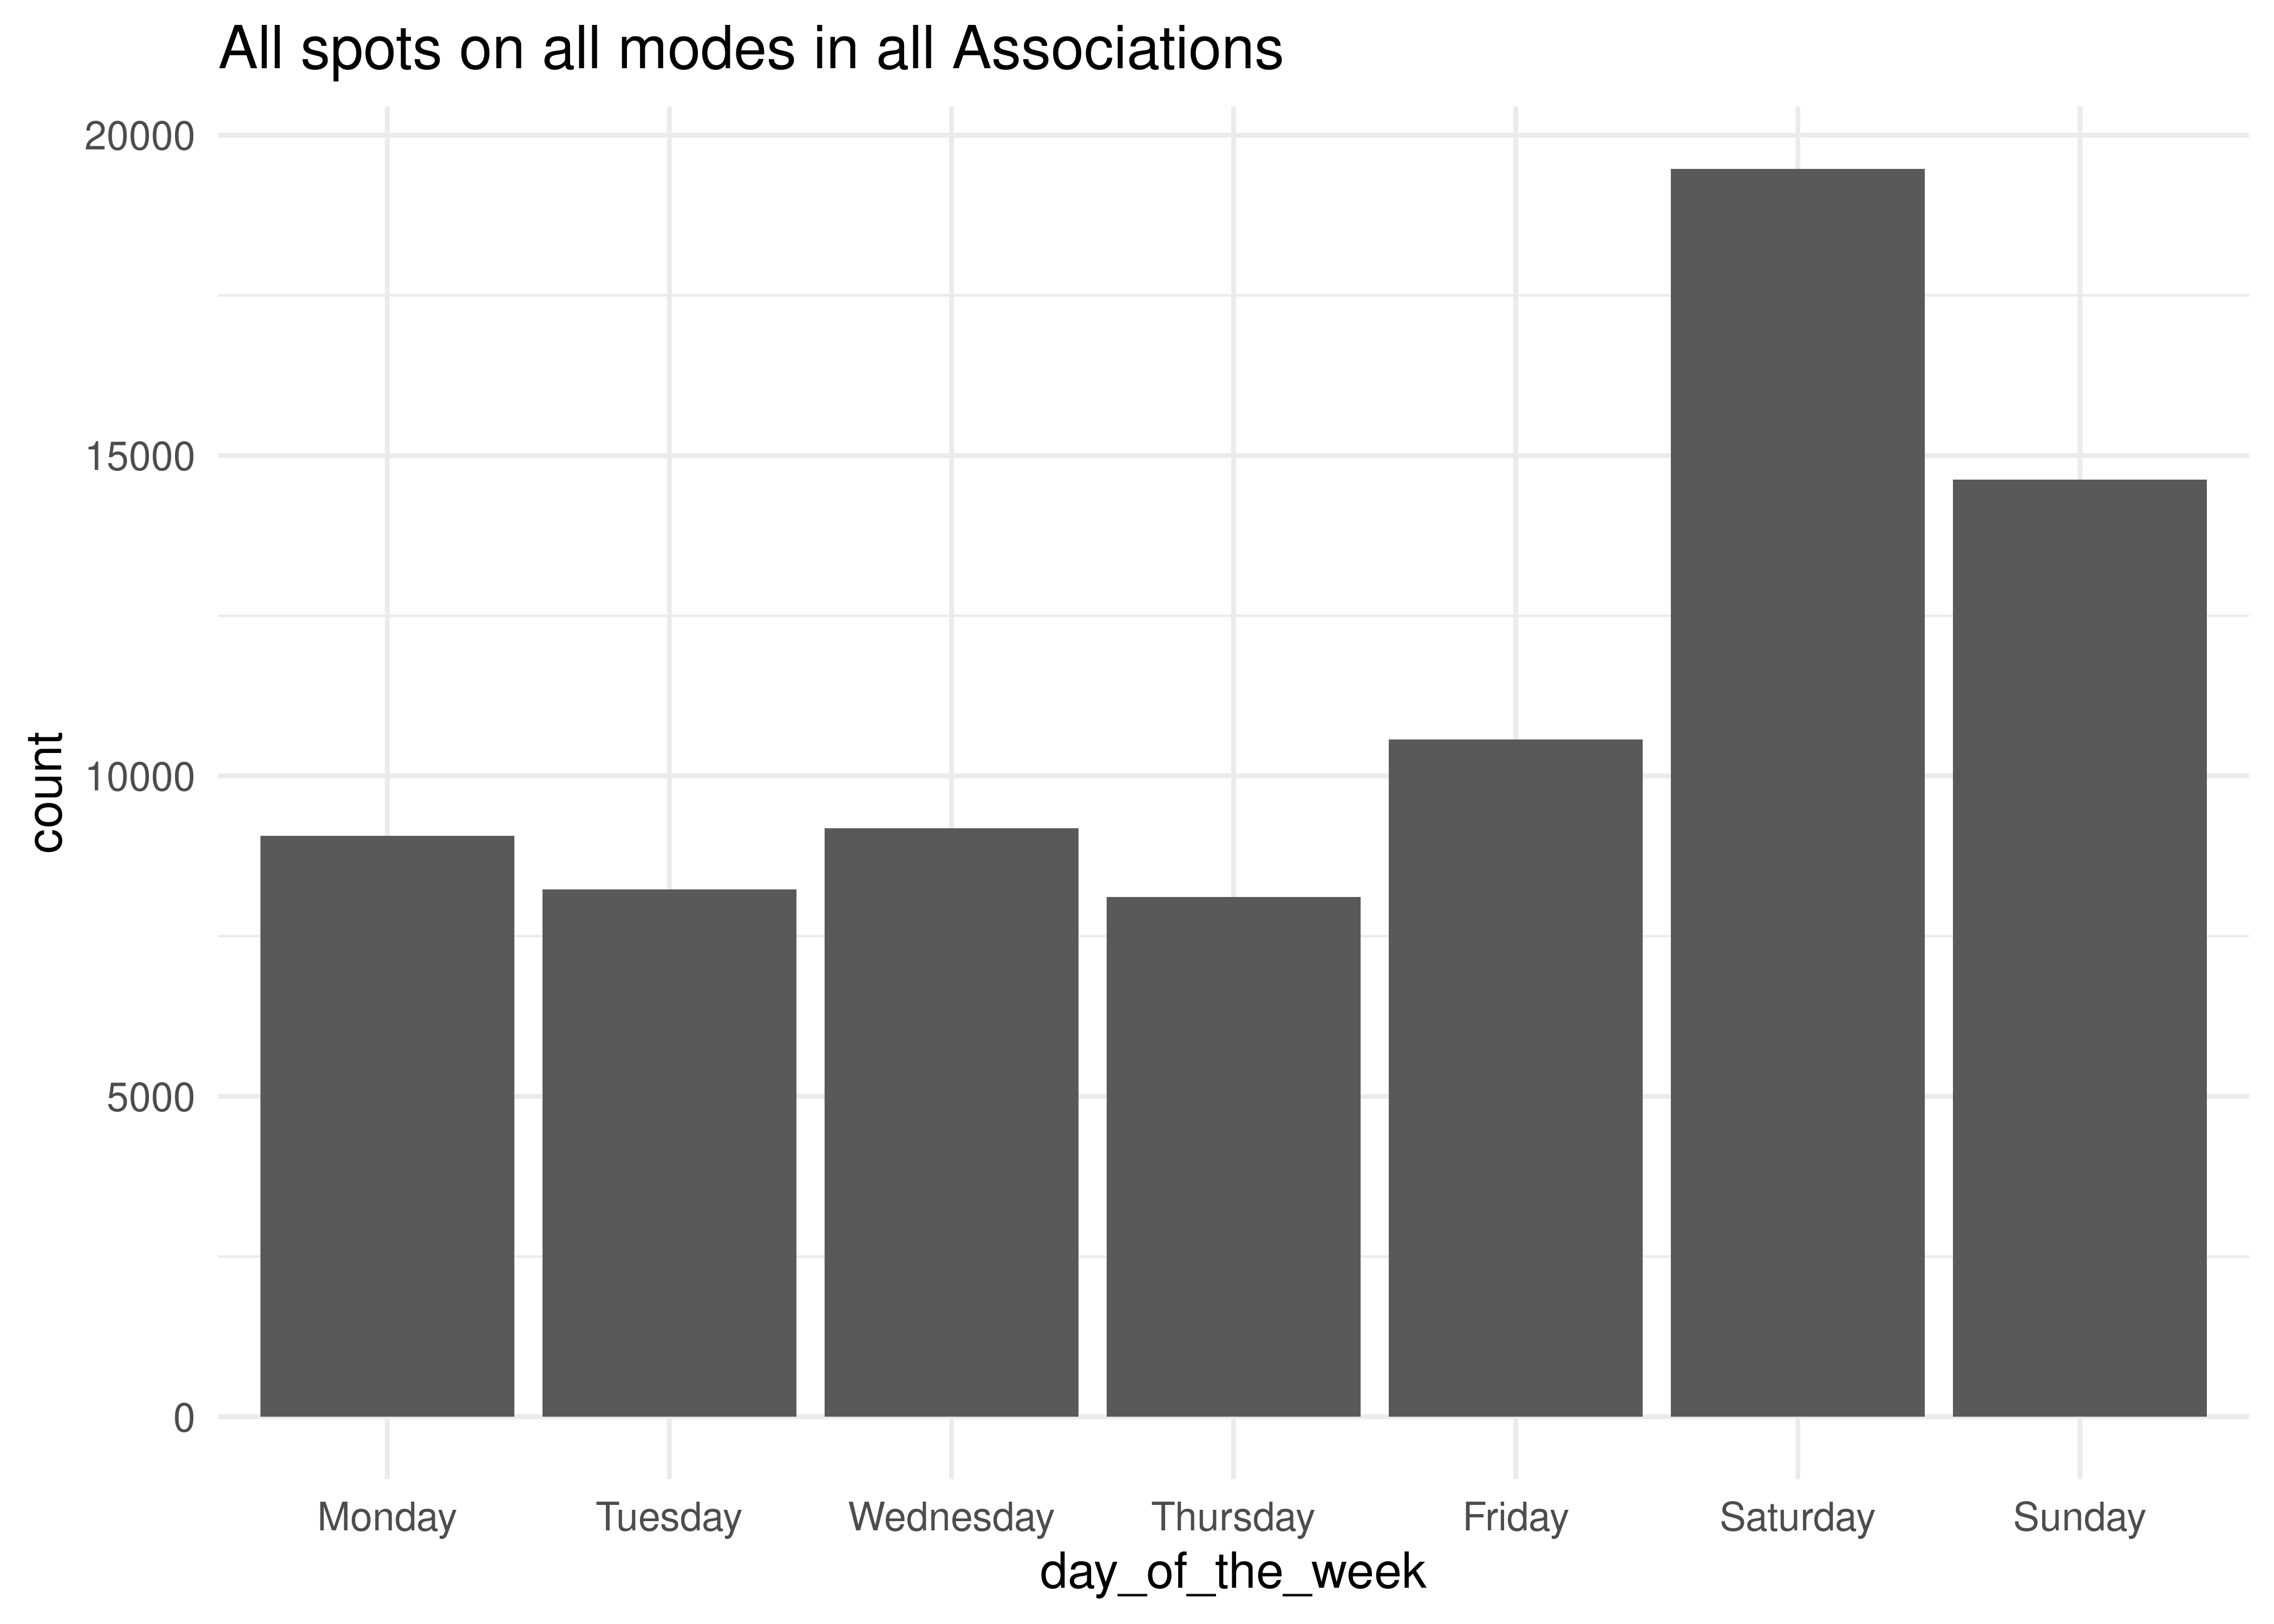 All spots on all modes in all Associations
20000
15000
10000
5000
0
count
Monday Tuesday Wednesday Thursday Friday Saturday Sunday
day_of_the_week